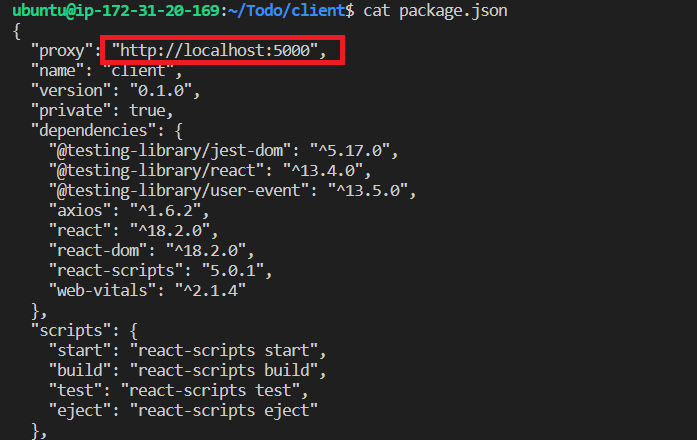 ubuntu@ip-172-31-20-169:~/Todo/client$ cat package.json
{
  "proxy": "http://localhost:5000",
  "name": "client",
  "version": "0.1.0",
  "private": true,
  "dependencies": {
    "@testing-library/jest-dom": "^5.17.0",
    "@testing-library/react": "^13.4.0",
    "@testing-library/user-event": "^13.5.0",
    "axios": "^1.6.2",
    "react": "^18.2.0",
    "react-dom": "^18.2.0",
    "react-scripts": "5.0.1",
    "web-vitals": "^2.1.4"
  },
  "scripts": {
    "start": "react-scripts start",
    "build": "react-scripts build",
    "test": "react-scripts test",
    "eject": "react-scripts eject"
  },